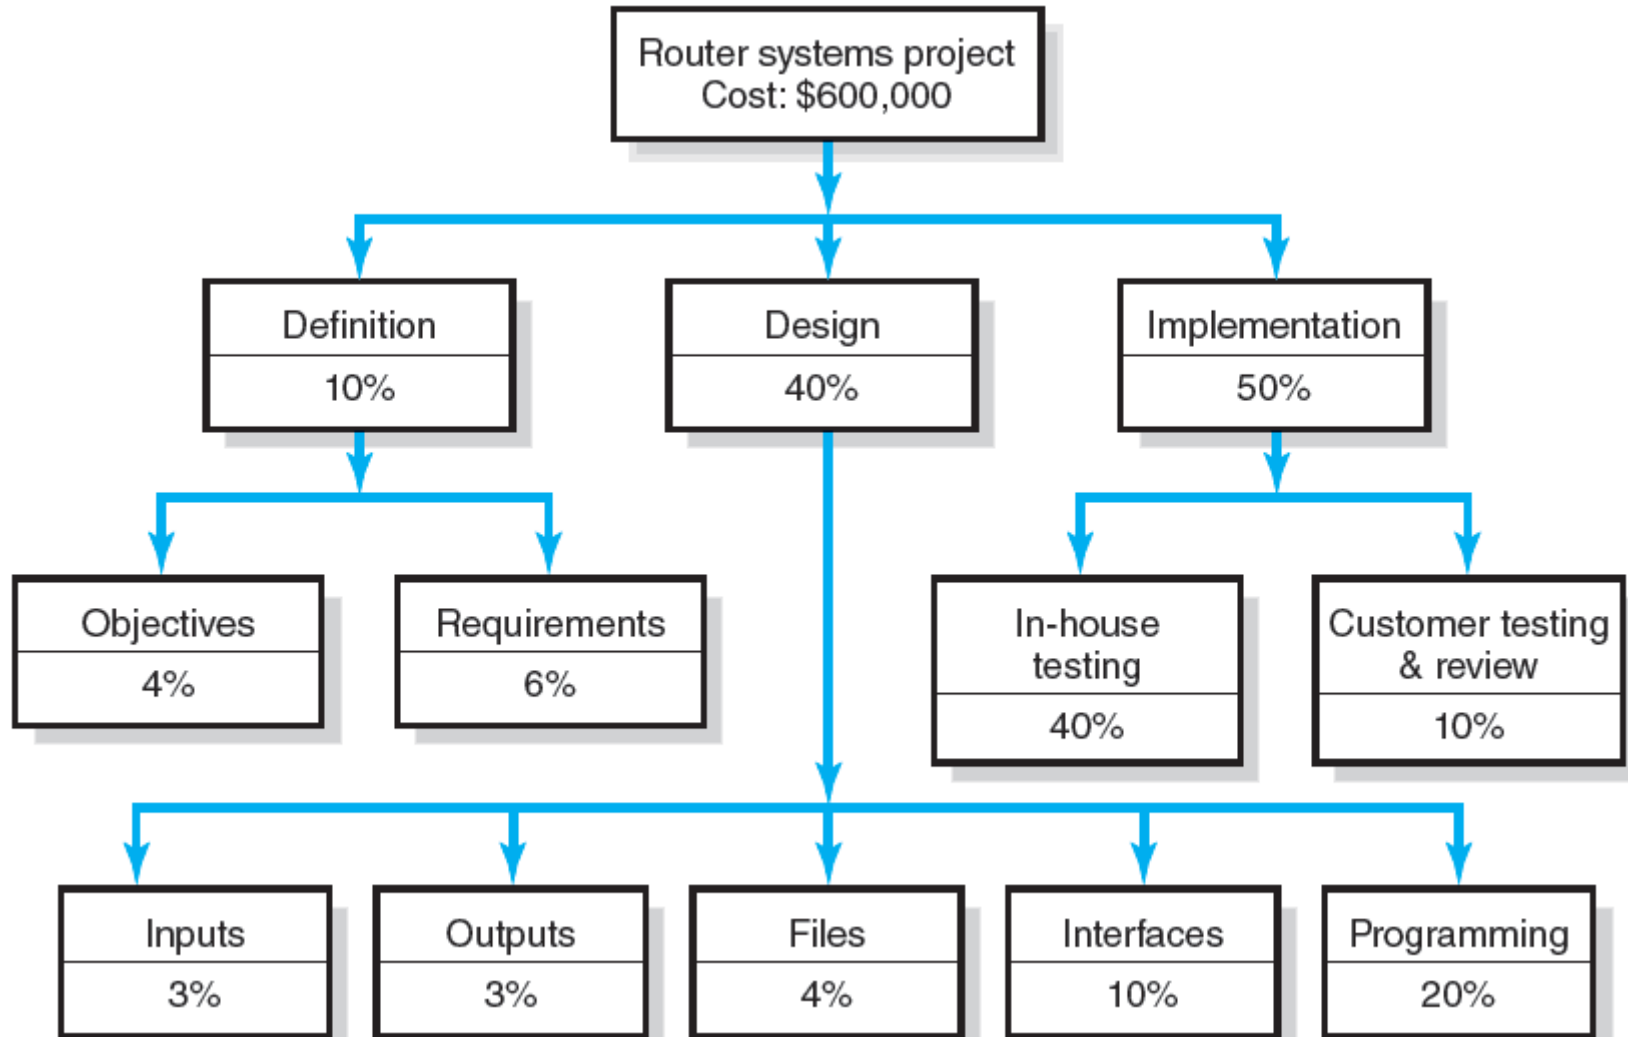 Router systems project
Cost: $600,000
Definition
10%
Design
40%
Implementation
50%
Objectives
4%
Requirements
6%
In-house
testing
40%
Customer testing
& review
10%
Inputs
3%
Outputs
3%
Files
4%
Interfaces
10%
Programming
20%